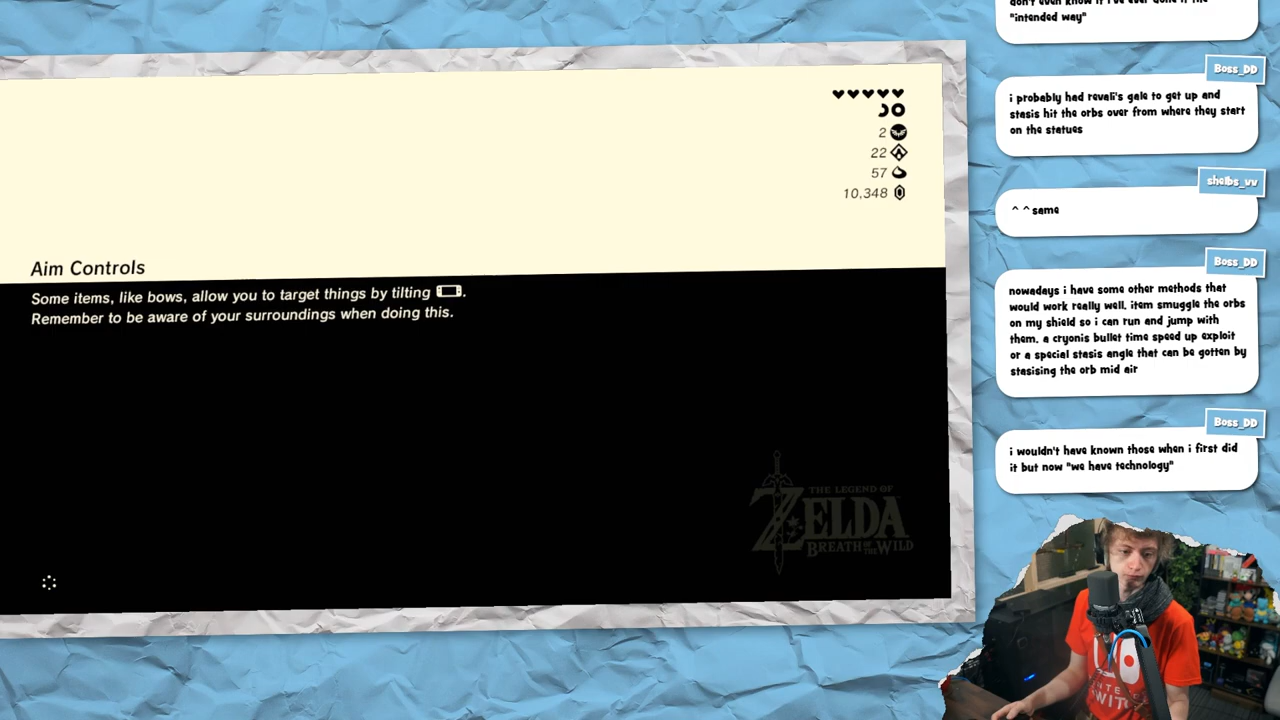 "intended way"
Boss_DD
i probably had revali's gale to get up and
stasis hit the orbs over from where they start
on the statues
shelbs_vv
^ ^ same
Boss_DD
nowadays i have some other methods that
would work really well. item smuggle the orbs
on my shield so i can run and jump with
them. a cryonis bullet time speed up exploit
or a special stasis angle that can be gotten by
stasising the orb mid air
Boss_DD
i wouldn't have known those when i first did
it but now "we have technology"
2
22
57
10,348
Aim Controls
Some items, like bows, allow you to target things by tilting .
Remember to be aware of your surroundings when doing this.
THE LEGEND OF
ZELDA
BREATH OF THE WILD